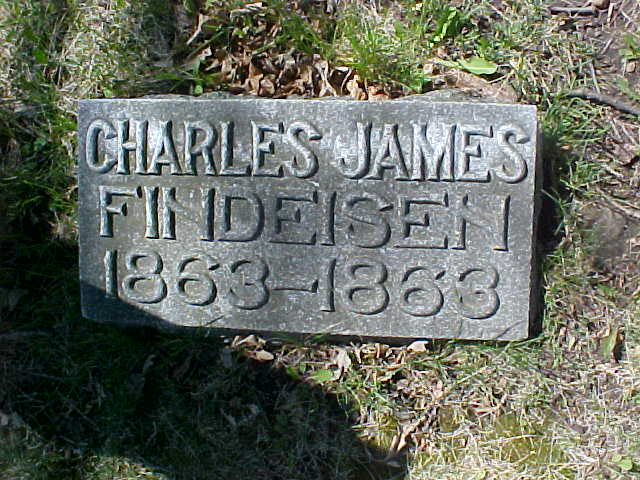 CHARLES JAMES
FINDEISEN
1863-1863